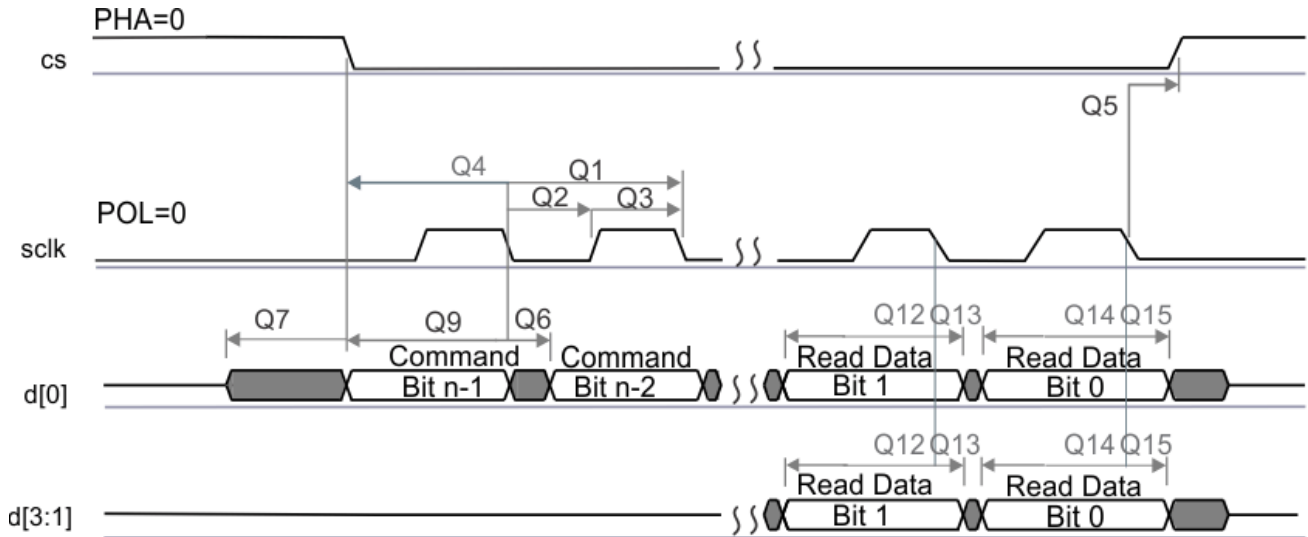 PHA=0
cs
Q5
Q4 Q1
Q2 Q3
POL=0
sclk
Q7 Q9 Q6 Q12 Q13 Q14 Q15
Command Command Read Data Read Data
d[0] Bit n-1 Bit n-2 Bit 1 Bit 0
Q12 Q13 Q14 Q15
Read Data Read Data
d[3:1] Bit 1 Bit 0